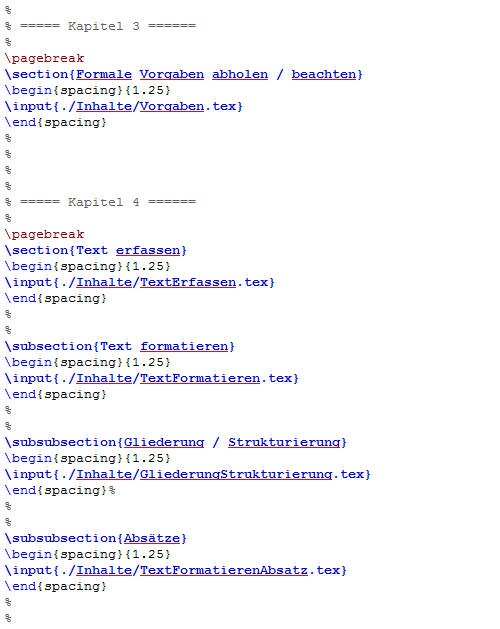 %
% ===== Kapitel 3 ======
%
\pagebreak
\section{Formale Vorgaben abholen / beachten}
\begin{spacing}{1.25}
\input{./Inhalte/Vorgaben.tex}
\end{spacing}
%
%
%
%
% ===== Kapitel 4 ======
%
\pagebreak
\section{Text erfassen}
\begin{spacing}{1.25}
\input{./Inhalte/TextErfassen.tex}
\end{spacing}
%
%
\subsection{Text formatieren}
\begin{spacing}{1.25}
\input{./Inhalte/TextFormatieren.tex}
\end{spacing}
%
%
\subsubsection{Gliederung / Strukturierung}
\begin{spacing}{1.25}
\input{./Inhalte/GliederungStrukturierung.tex}
\end{spacing}%
%
%
\subsubsection{Absätze}
\begin{spacing}{1.25}
\input{./Inhalte/TextFormatierenAbsatz.tex}
\end{spacing}
%
%